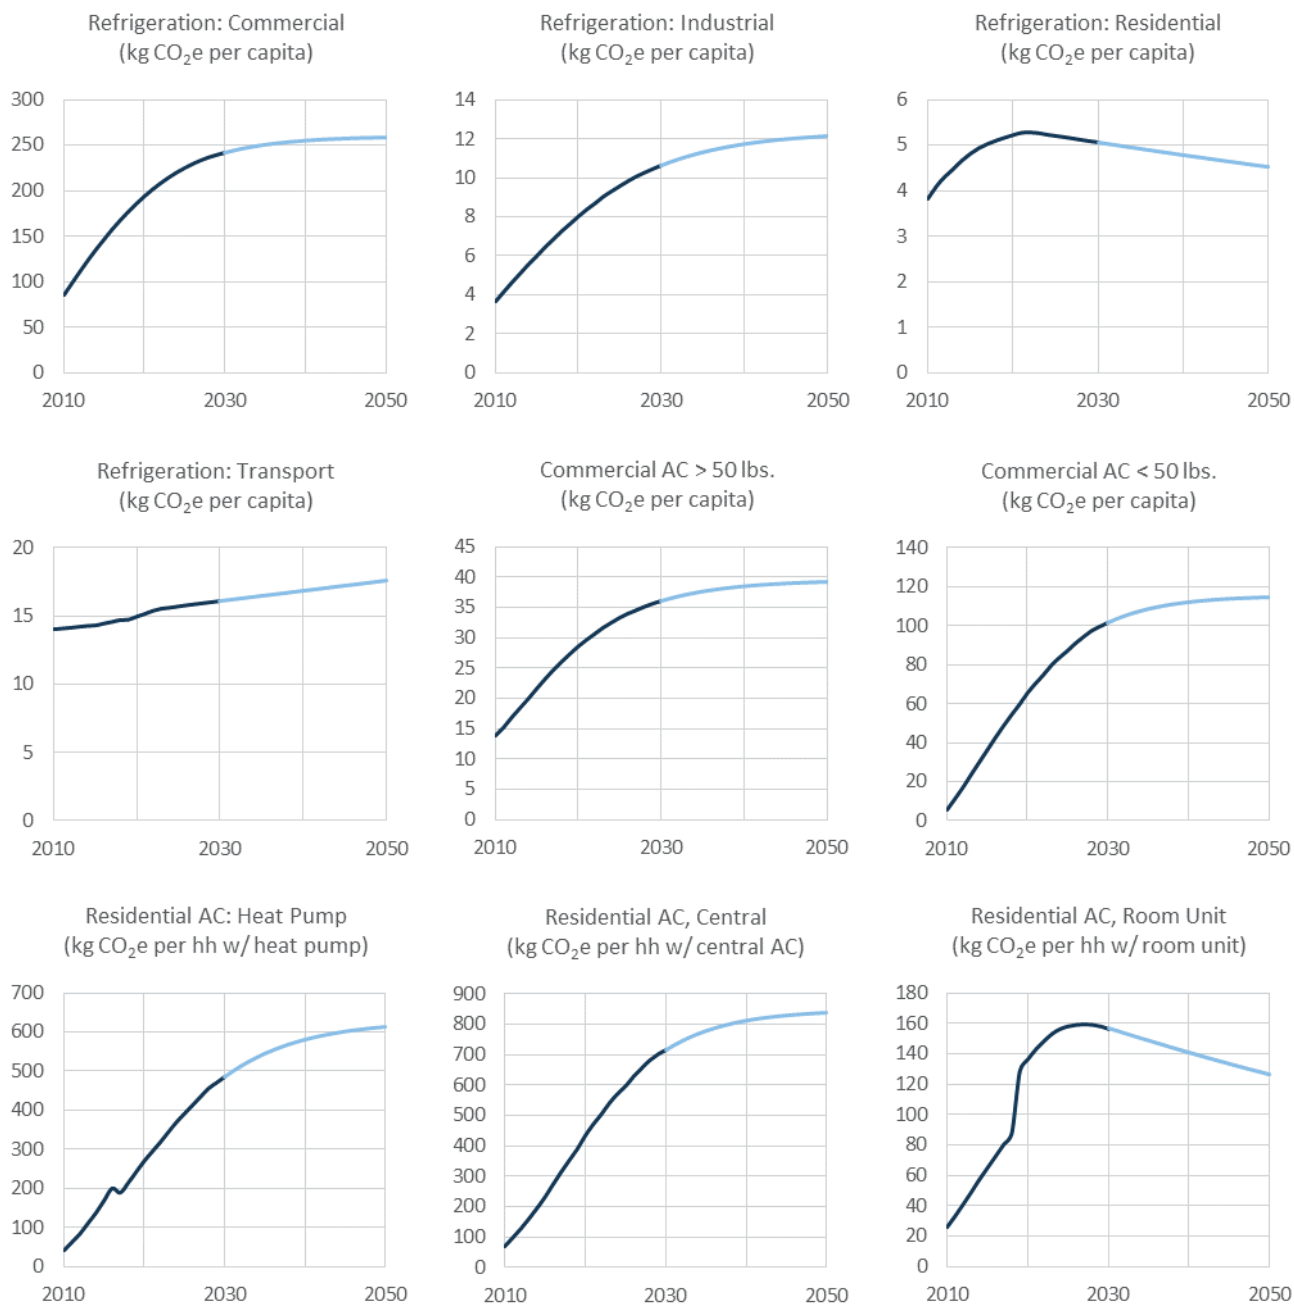 Refrigeration: Commercial
(kg CO₂e per capita)
300
250
200
150
100
50
0
2010 2030 2050
Refrigeration: Industrial
(kg CO₂e per capita)
14
12
10
8
6
4
2
0
2010 2030 2050
Refrigeration: Residential
(kg CO₂e per capita)
6
5
4
3
2
1
0
2010 2030 2050
Refrigeration: Transport
(kg CO₂e per capita)
20
15
10
5
0
2010 2030 2050
Commercial AC > 50 lbs.
(kg CO₂e per capita)
45
40
35
30
25
20
15
10
5
0
2010 2030 2050
Commercial AC < 50 lbs.
(kg CO₂e per capita)
140
120
100
80
60
40
20
0
2010 2030 2050
Residential AC: Heat Pump
(kg CO₂e per hh w/ heat pump)
700
600
500
400
300
200
100
0
2010 2030 2050
Residential AC, Central
(kg CO₂e per hh w/ central AC)
900
800
700
600
500
400
300
200
100
0
2010 2030 2050
Residential AC, Room Unit
(kg CO₂e per hh w/ room unit)
180
160
140
120
100
80
60
40
20
0
2010 2030 2050